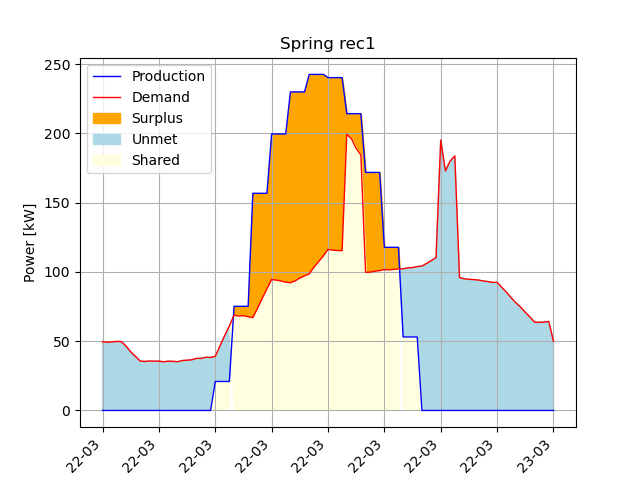 Spring rec1
250
200
150
100
50
0
Power [kW]
Production
Demand
Surplus
Unmet
Shared
22-03
22-03
22-03
22-03
22-03
22-03
22-03
22-03
23-03